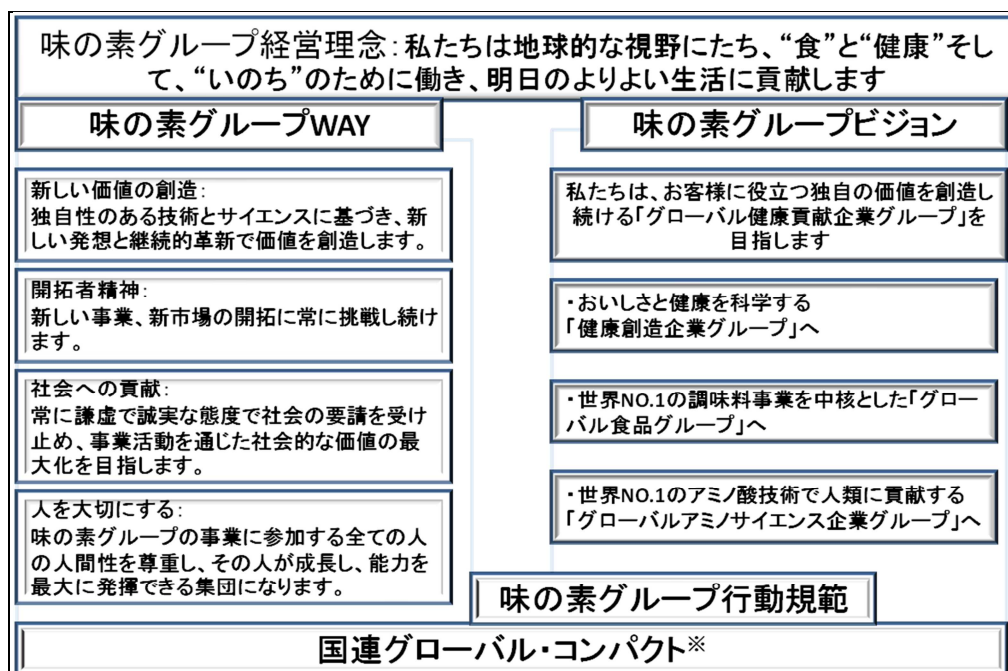 味の素グループ経営理念：私たちは地球的な視野にたち、“食”と“健康”そし
て、“いのち”のために働き、明日のよりよい生活に貢献します
味の素グループWAY
新しい価値の創造：
独自性のある技術とサイエンスに基づき、新
しい発想と継続的革新で価値を創造します。
開拓者精神：
新しい事業、新市場の開拓に常に挑戦し続け
ます。
社会への貢献：
常に謙虚で誠実な態度で社会の要請を受け
止め、事業活動を通じた社会的な価値の最
大化を目指します。
人を大切にする：
味の素グループの事業に参加する全ての人
の人間性を尊重し、その人が成長し、能力を
最大に発揮できる集団になります。
味の素グループビジョン
私たちは、お客様に役立つ独自の価値を創造し
続ける「グローバル健康貢献企業グループ」を
目指します
・おいしさと健康を科学する
「健康創造企業グループ」へ
・世界NO.1の調味料事業を中核とした「グロー
バル食品グループ」へ
・世界NO.1のアミノ酸技術で人類に貢献する
「グローバルアミノサイエンス企業グループ」へ
味の素グループ行動規範
国連グローバル・コンパクト※